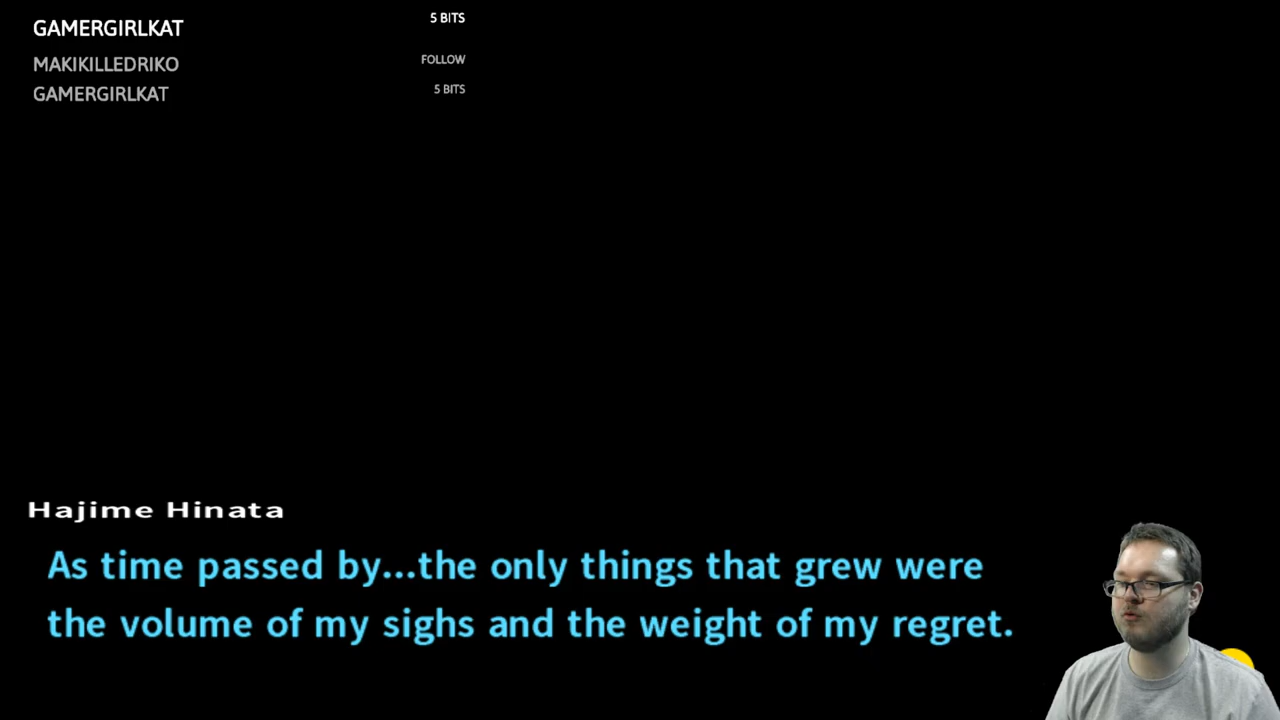 GAMERGIRLKAT 5 BITS
MAKIKILLEDRIKO FOLLOW
GAMERGIRLKAT 5 BITS
Hajime Hinata
As time passed by...the only things that grew were
the volume of my sighs and the weight of my regret.